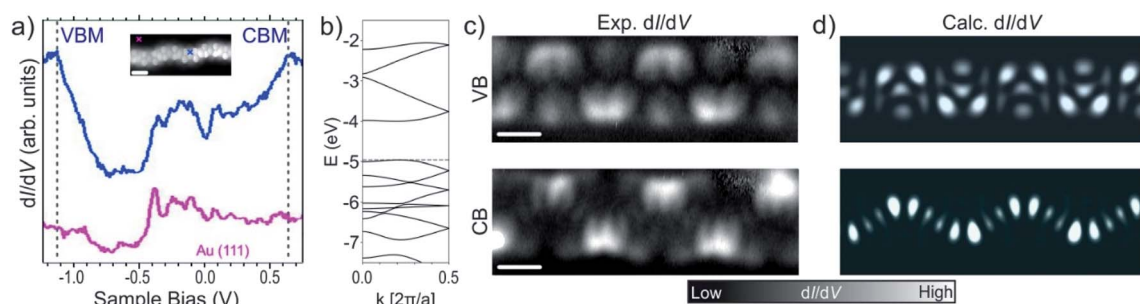 a)
VBM
CBM
dI/dV (arb. units)
Au (111)
-1.0
-0.5
0.0
0.5
Sample Bias (V)
b)
-2
-3
-4
-5
-6
-7
E (eV)
0.0
0.5
k [2π/a]
c)
Exp. dI/dV
VB
CB
Low
dI/dV
High
d)
Calc. dI/dV